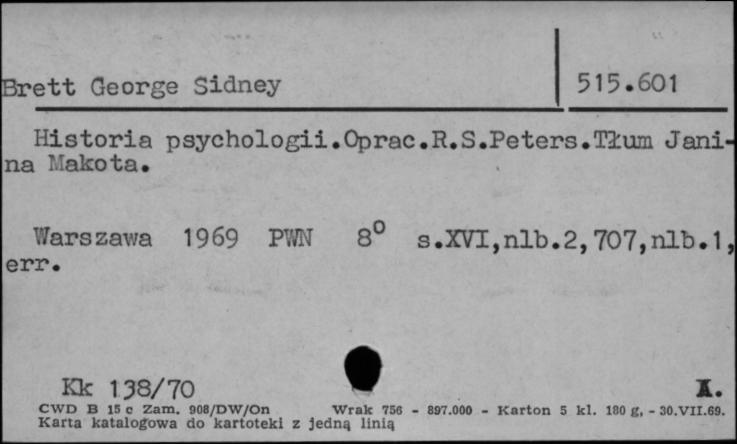 Brett George Sidney
515.601
Historia psychologii.Oprac.R.S.Peters.Tłum Jani-
na Makota.
Warszawa 1969 PWN 8° s.XVI,nlb.2,707,nlb.1,
err.
Kk 138/70
A.
CWD B 15 c Zam. 908/DW/On Wrak 756 - 897.000 - Karton 5 kl. 180 g, - 30.VII.69.
Karta katalogowa do kartoteki z jedną linią